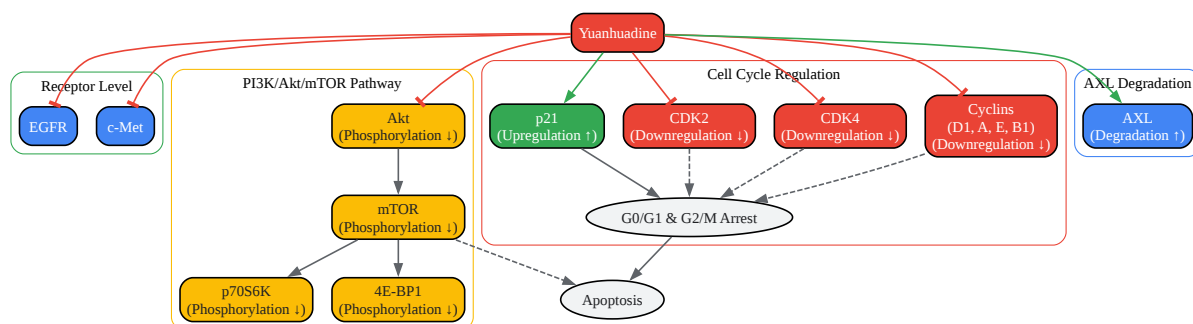 Yuanhuadine
Receptor Level
EGFR
c-Met
PI3K/Akt/mTOR Pathway
Akt
(Phosphorylation ↓)
mTOR
(Phosphorylation ↓)
p70S6K
(Phosphorylation ↓)
4E-BP1
(Phosphorylation ↓)
Cell Cycle Regulation
p21
(Upregulation ↑)
CDK2
(Downregulation ↓)
CDK4
(Downregulation ↓)
Cyclins
(D1, A, E, B1)
(Downregulation ↓)
G0/G1 & G2/M Arrest
Apoptosis
AXL Degradation
AXL
(Degradation ↑)